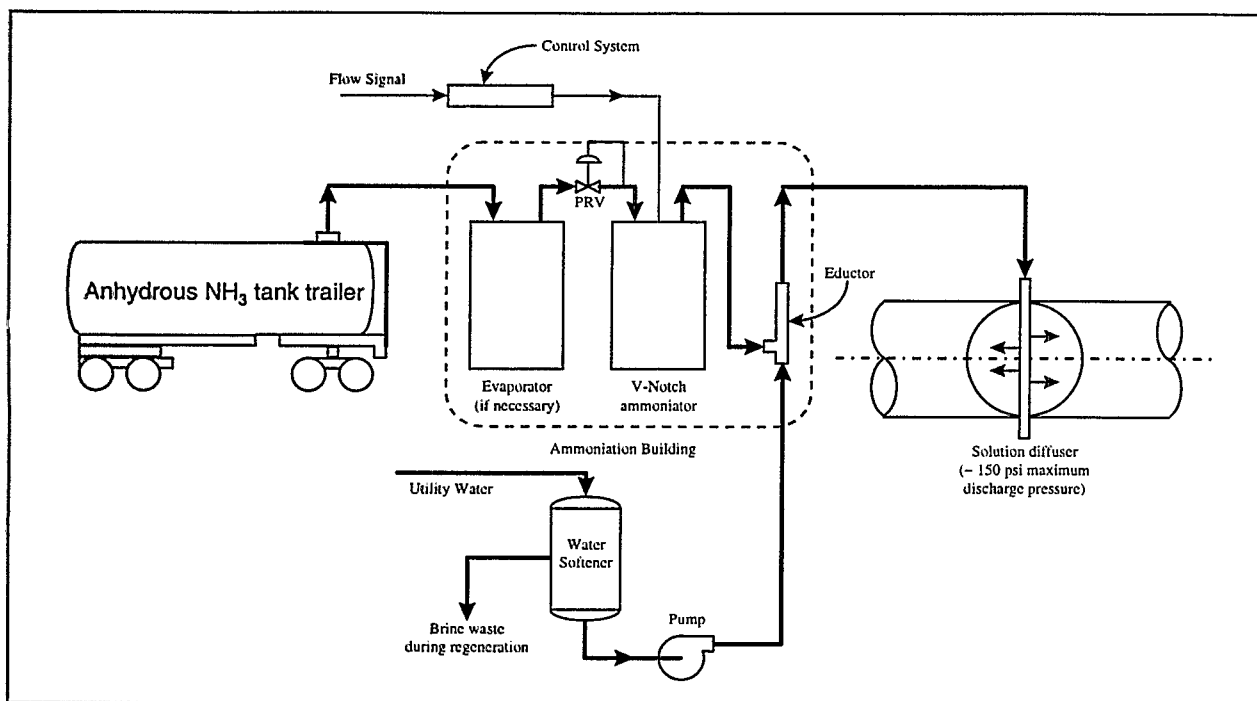 Control System
Flow Signal
PRV
Anhydrous NH₃ tank trailer
Eductor
Evaporator
(if necessary)
V-Notch
ammoniator
Ammoniation Building
Solution diffuser
(~ 150 psi maximum
discharge pressure)
Utility Water
Water
Softener
Brine waste
during regeneration
Pump